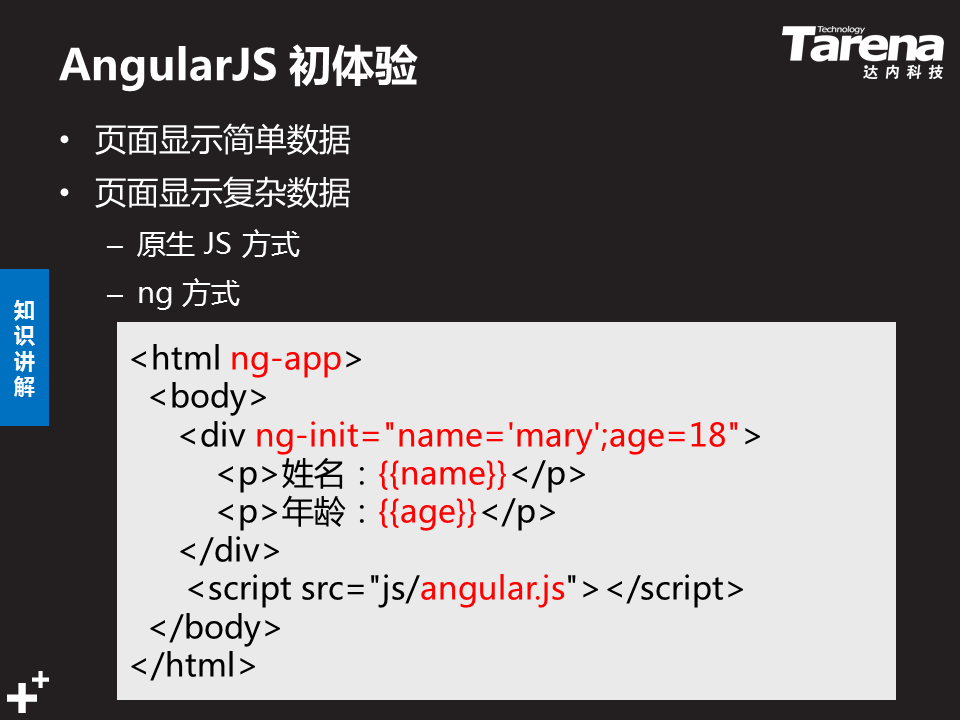 AngularJS 初体验
Technology
Tarena
达内科技
• 页面显示简单数据
• 页面显示复杂数据
– 原生 JS 方式
– ng 方式
知识讲解
<html ng-app>
<body>
<div ng-init="name='mary';age=18">
<p>姓名：{{name}}</p>
<p>年龄：{{age}}</p>
</div>
<script src="js/angular.js"></script>
</body>
</html>